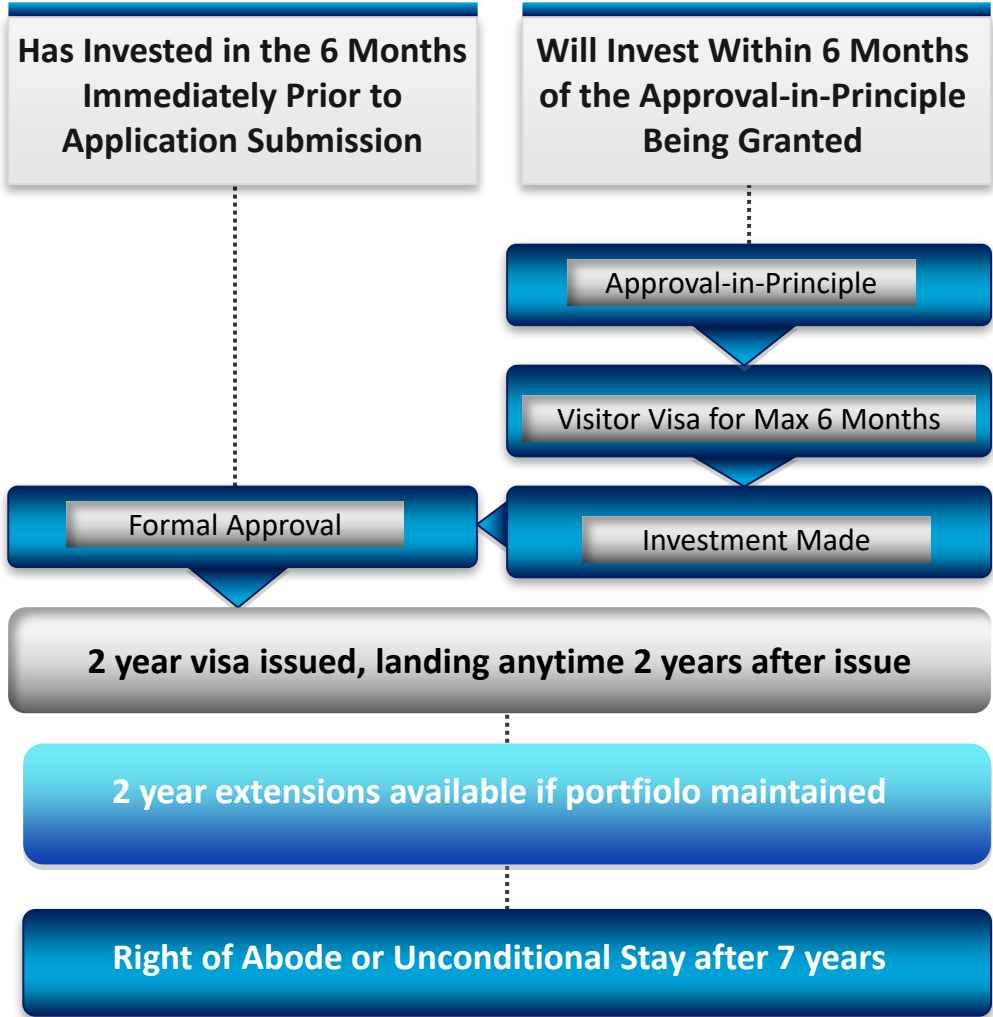 Has Invested in the 6 Months
Immediately Prior to
Application Submission
Will Invest Within 6 Months
of the Approval-in-Principle
Being Granted
Approval-in-Principle
Visitor Visa for Max 6 Months
Formal Approval
Investment Made
2 year visa issued, landing anytime 2 years after issue
2 year extensions available if portfiolo maintained
Right of Abode or Unconditional Stay after 7 years